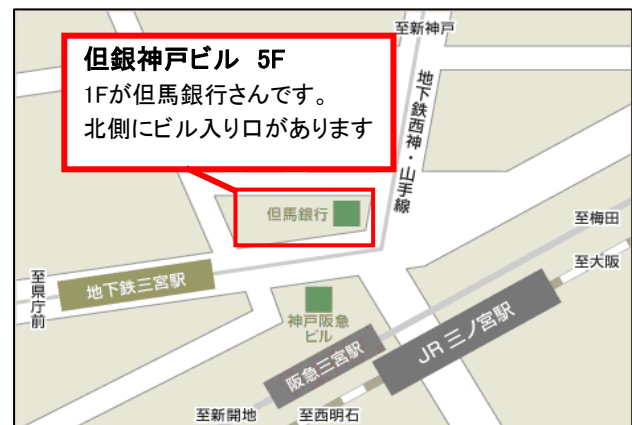 至新神戸
但銀神戸ビル 5F
1Fが但馬銀行さんです。
北側にビル入り口があります
地下鉄西神・山手線
但馬銀行
至梅田
至大阪
至県庁前
地下鉄三宮駅
神戸阪急
ビル
JR三ノ宮駅
阪急三宮駅
至新開地
至西明石